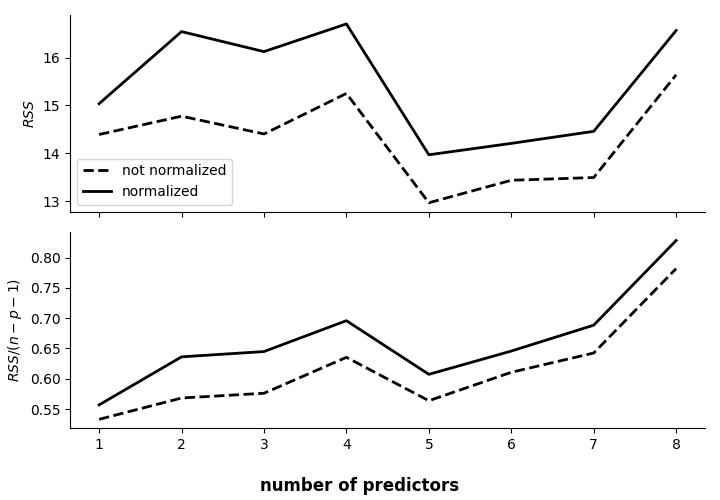 16
15
14
13
RSS
not normalized
normalized
0.80
0.75
0.70
0.65
0.60
0.55
RSS/(n − p − 1)
1 2 3 4 5 6 7 8
number of predictors